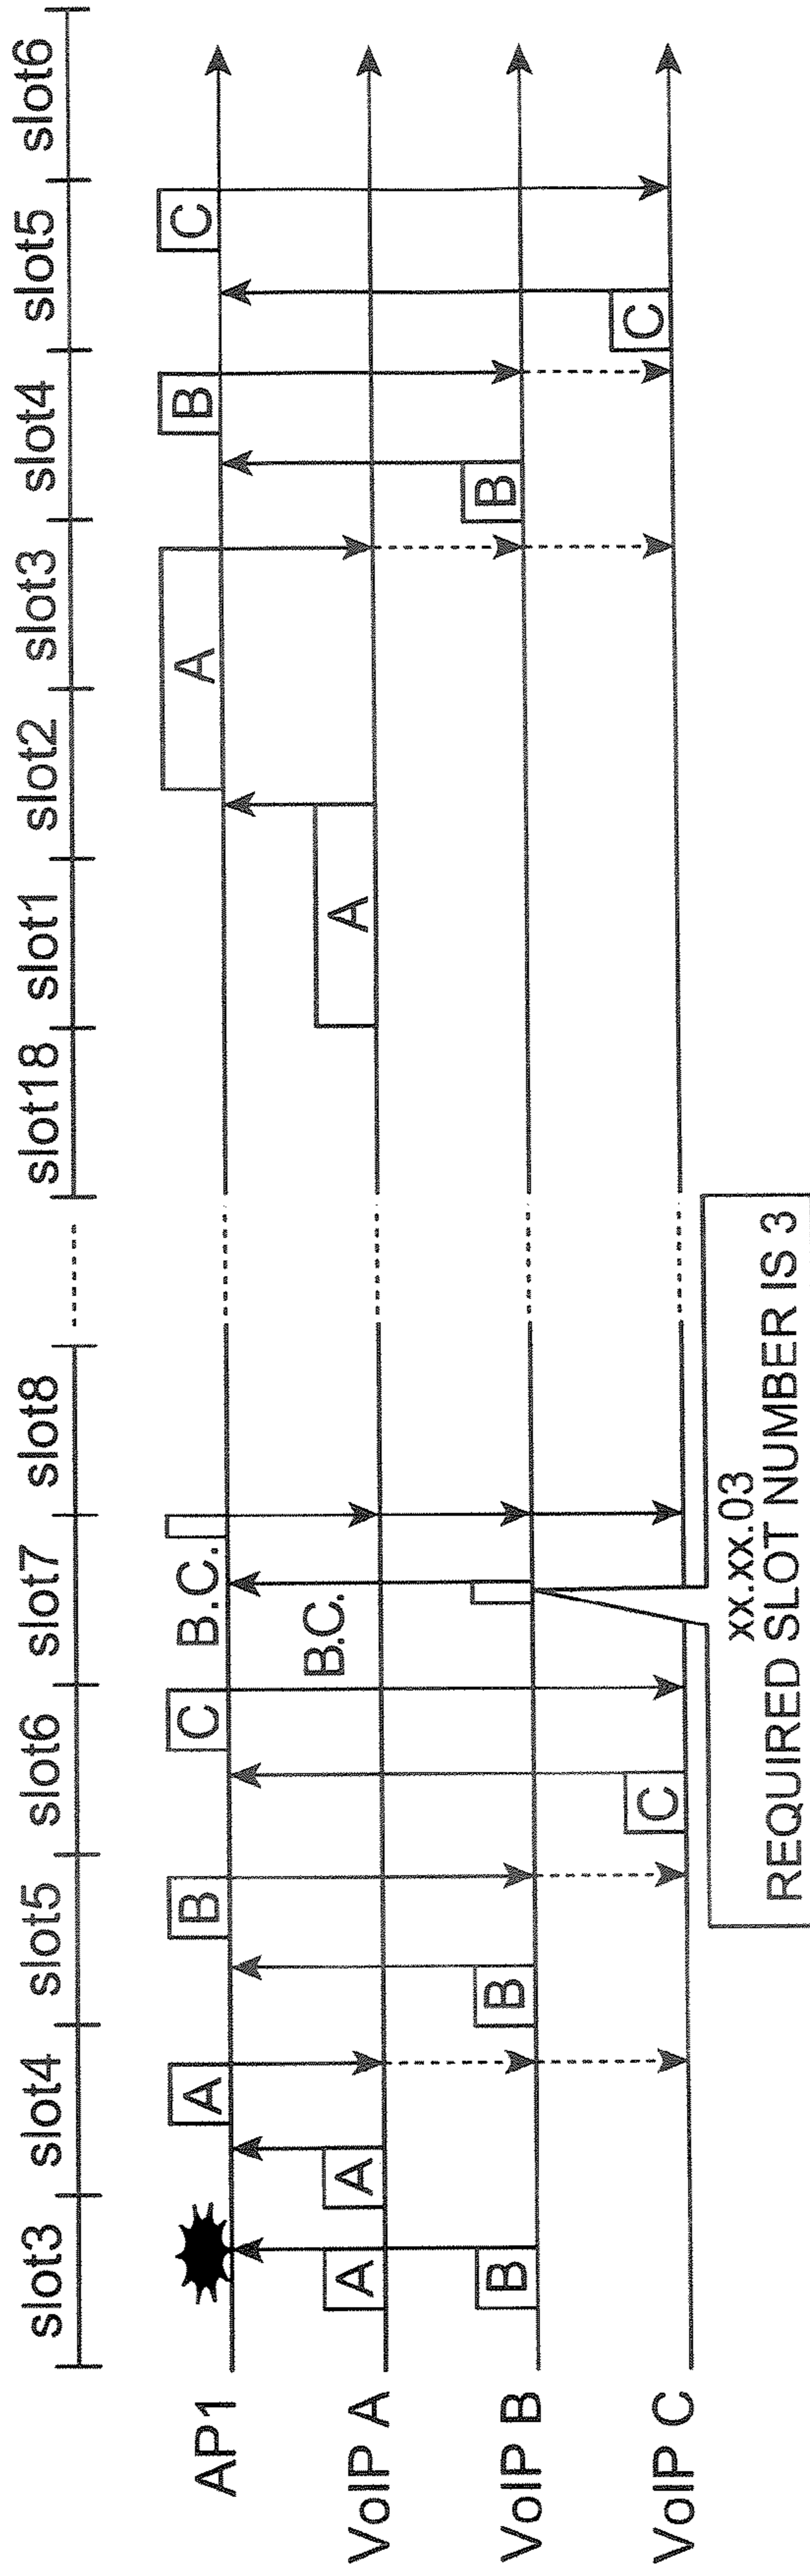 slot3 slot4 slot5 slot6 slot7 slot8 slot18 slot1 slot2 slot3 slot4 slot5 slot6
AP1
A B C B.C. A B C
VoIP A
A A B.C. A
VoIP B
B B B
VoIP C
C C
xx.xx.03
REQUIRED SLOT NUMBER IS 3